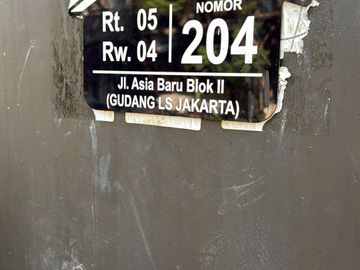 Rt. 05
Rw. 04
NOMOR
204
Jl. Asia Baru Blok II
(GUDANG LS JAKARTA)